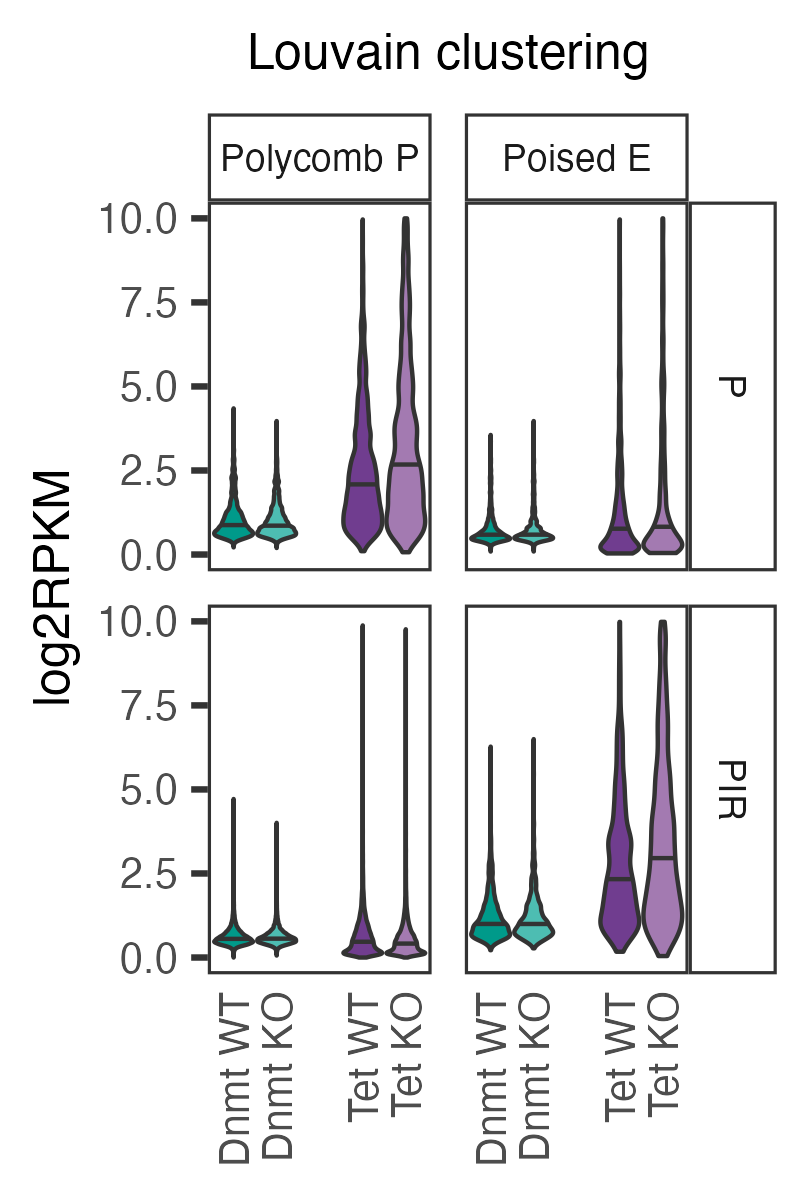 Louvain clustering
Polycomb P
Poised E
10.0
7.5
5.0
2.5
0.0
P
log2RPKM
10.0
7.5
5.0
2.5
0.0
PIR
Dnmt WT
Dnmt KO
Tet WT
Tet KO
Dnmt WT
Dnmt KO
Tet WT
Tet KO